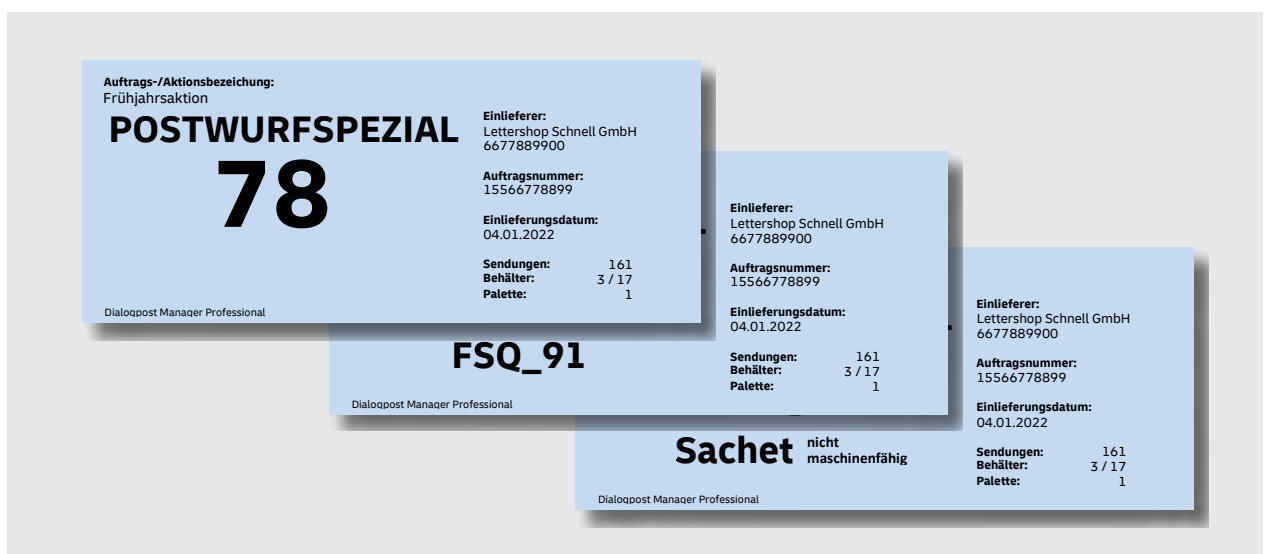 Auftrags-/Aktionsbezeichung:
Frühjahrsaktion
POSTWURFSPEZIAL
78
Einlieferer:
Lettershop Schnell GmbH
6677889900
Auftragsnummer:
15566778899
Einlieferungsdatum:
04.01.2022
Sendungen: 161
Behälter: 3 / 17
Palette: 1
Dialogpost Manager Professional
FSQ_91
Einlieferer:
Lettershop Schnell GmbH
6677889900
Auftragsnummer:
15566778899
Einlieferungsdatum:
04.01.2022
Sendungen: 161
Behälter: 3 / 17
Palette: 1
Dialogpost Manager Professional
Sachet nicht
maschinenfähig
Einlieferer:
Lettershop Schnell GmbH
6677889900
Auftragsnummer:
15566778899
Einlieferungsdatum:
04.01.2022
Sendungen: 161
Behälter: 3 / 17
Palette: 1
Dialogpost Manager Professional